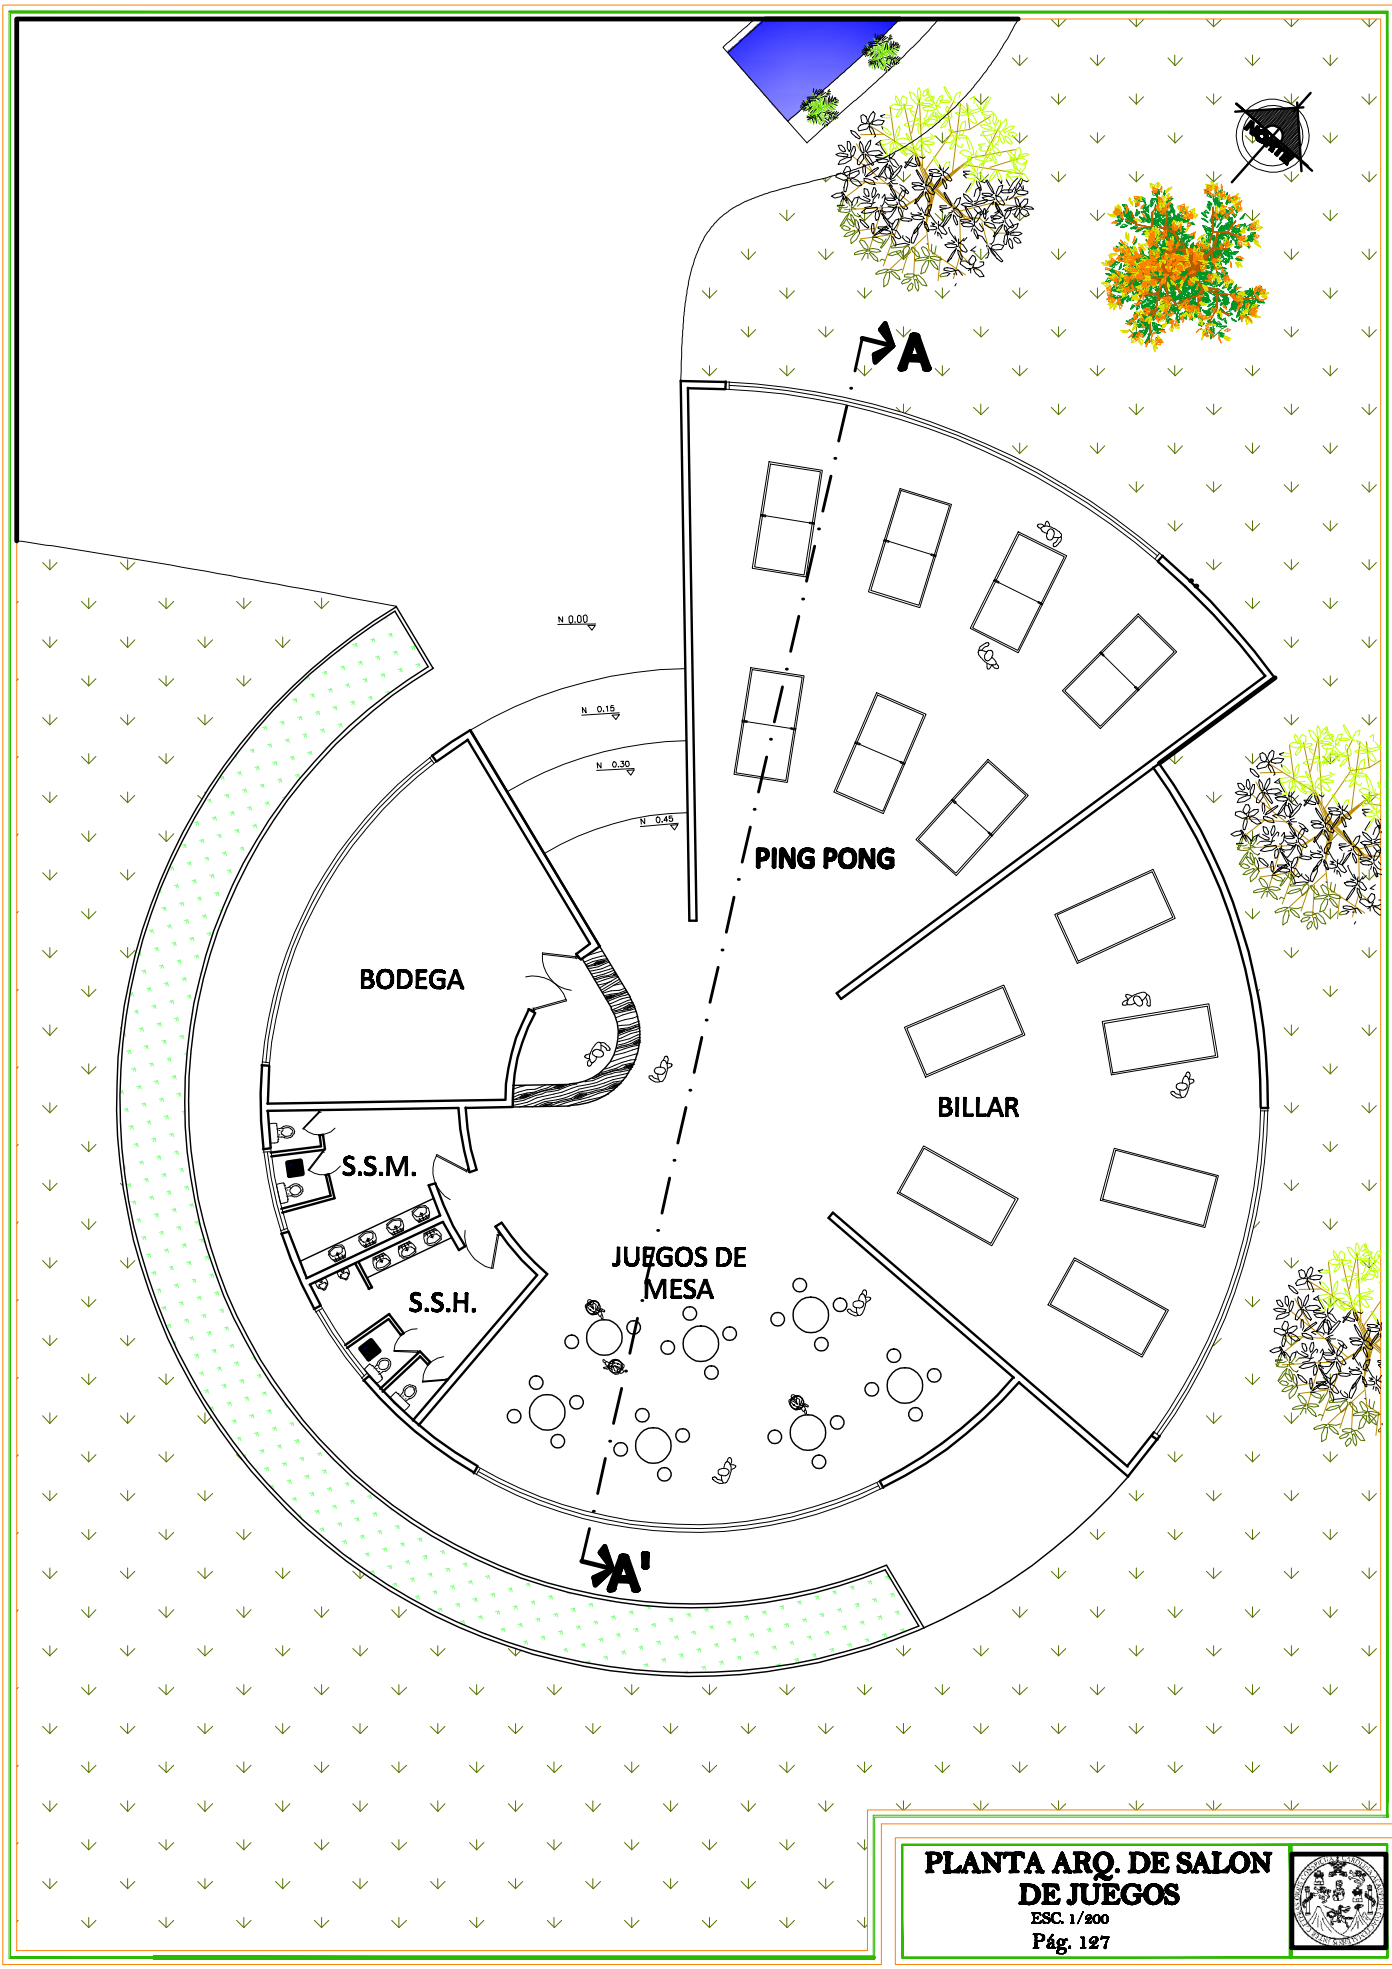 NORTE
A
N 0.00
N 0.15
N 0.30
N 0.45
PING PONG
BODEGA
BILLAR
S.S.M.
JUEGOS DE
MESA
S.S.H.
A'
PLANTA ARQ. DE SALON
DE JUEGOS
ESC. 1/200
Pág. 127